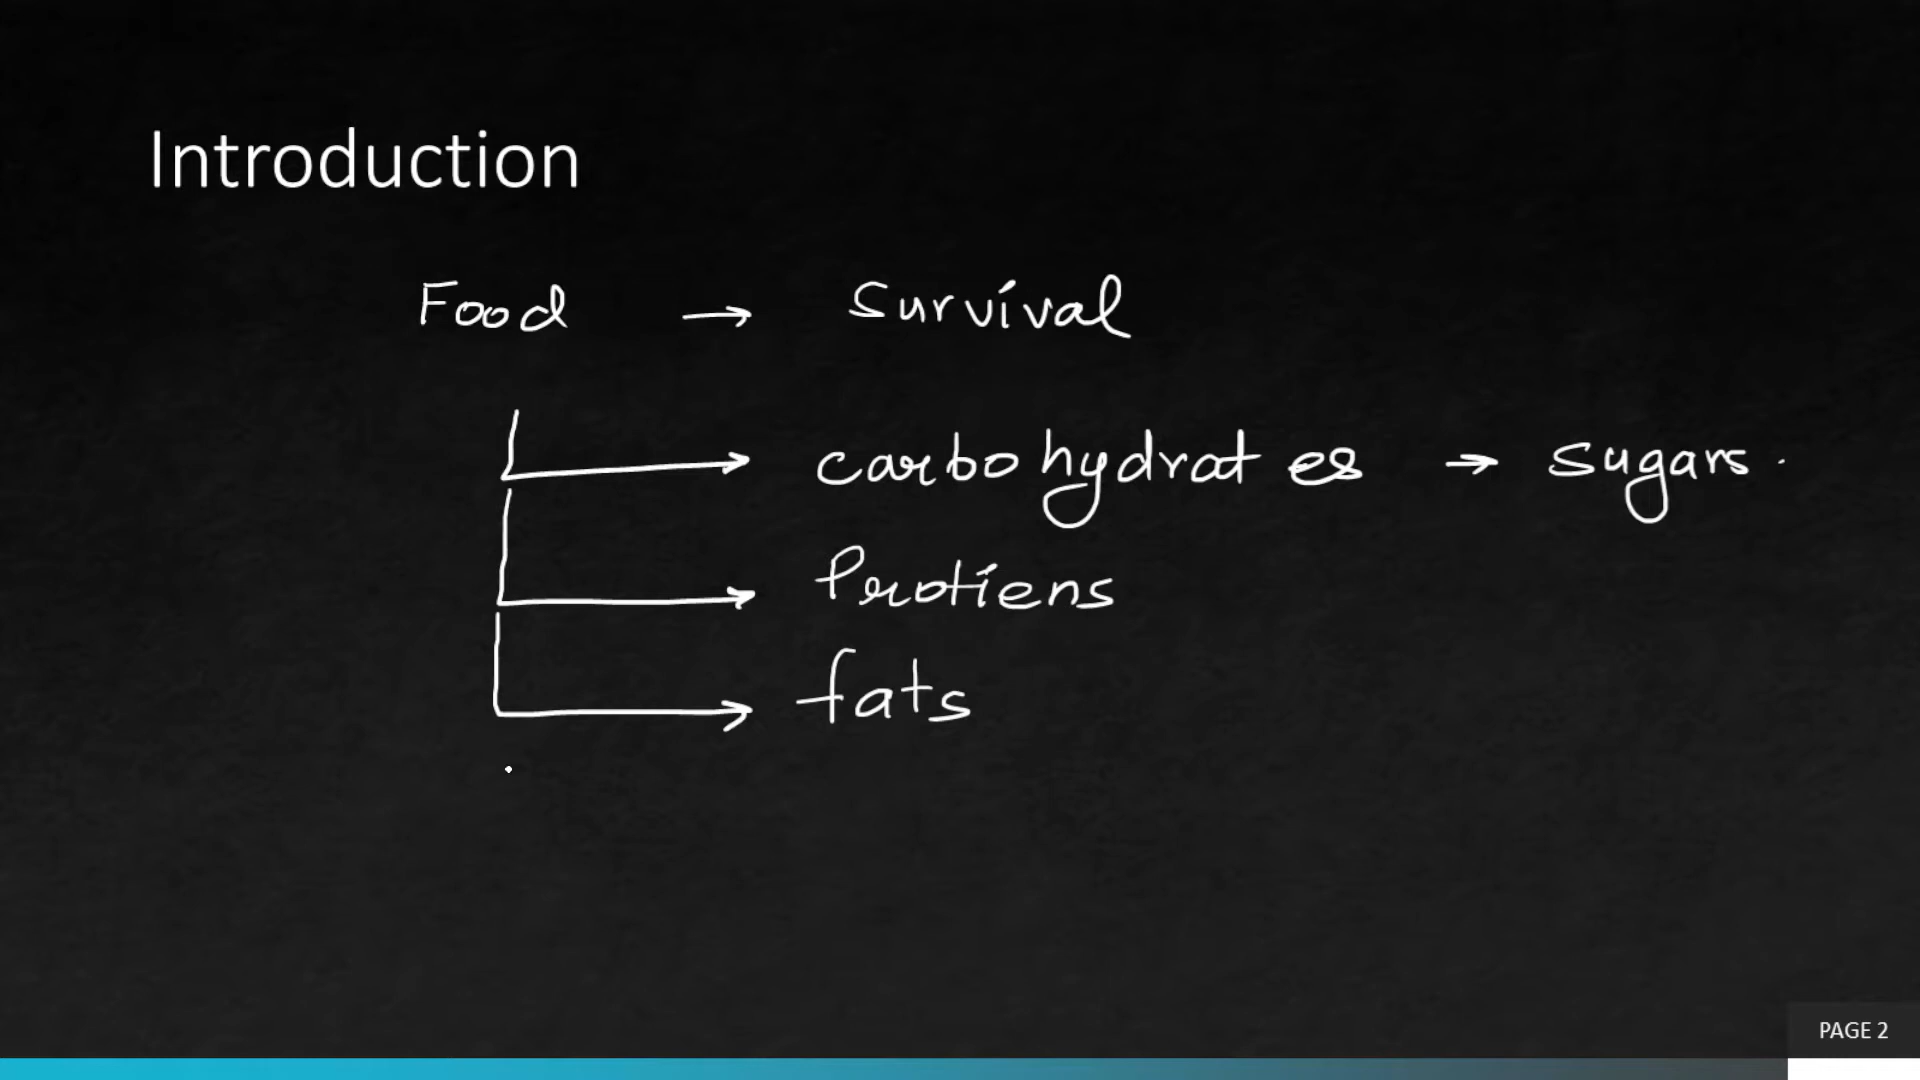 Introduction
Food → Survival
carbohydrates → sugars.
Protiens
fats
PAGE 2